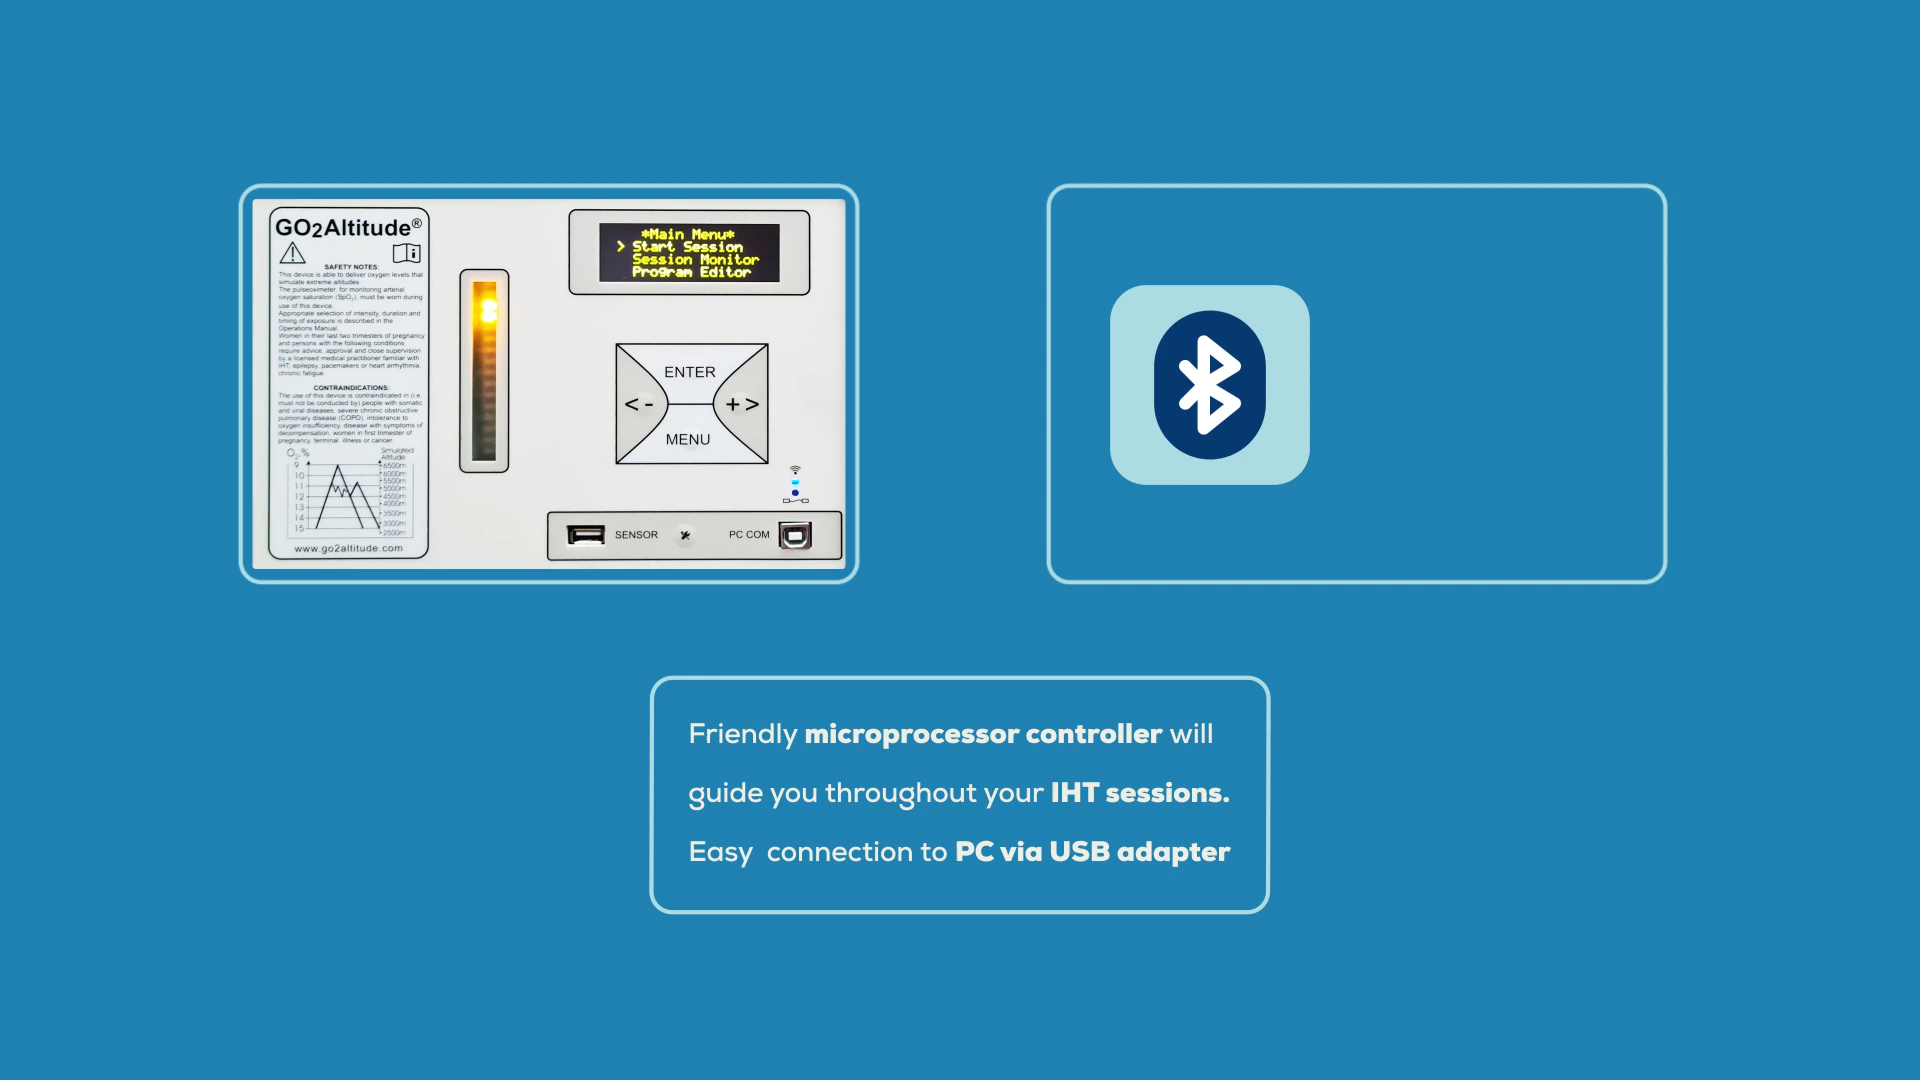 GO2Altitude®
SAFETY NOTES:
This device is able to deliver oxygen levels that
simulate extreme altitudes.
The pulseoximeter, for monitoring arterial
oxygen saturation (SpO2), must be worn during
use of this device.
Appropriate selection of intensity, duration and
timing of exposure is described in the
Operations Manual.
Women in their last two trimesters of pregnancy
and persons with the following conditions
require advice, approval and close supervision
by a licensed medical practitioner familiar with
IHT: epilepsy, pacemakers or heart arrhythmia,
chronic fatigue.
CONTRAINDICATIONS:
The use of this device is contraindicated in (i.e.
must not be conducted by) people with somatic
and viral diseases, severe chronic obstructive
pulmonary disease (COPD), intolerance to
oxygen insufficiency, disease with symptoms of
decompensation, women in first trimester of
pregnancy, terminal illness or cancer.
O2, %
Simulated
Altitude
9
10
11
12
13
14
15
6500m
6000m
5500m
5000m
4500m
4000m
3500m
3000m
2500m
www.go2altitude.com
*Main Menu*
> Start Session
Session Monitor
Program Editor
ENTER
< -
+ >
MENU
SENSOR
PC COM
Friendly microprocessor controller will
guide you throughout your IHT sessions.
Easy connection to PC via USB adapter